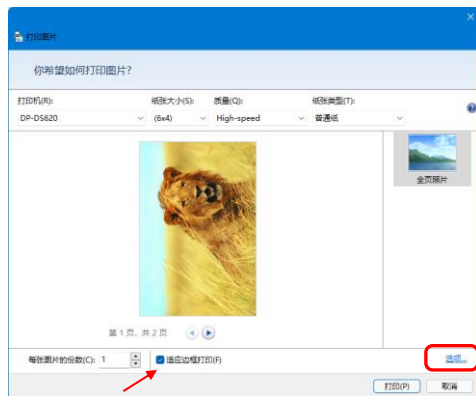 打印图片
你希望如何打印图片?
打印机(R): 纸张大小(S): 质量(Q): 纸张类型(T):
DP-DS620 (6x4) High-speed 普通纸
全页照片
第 1 页，共 2 页
每张图片的份数(C): 1 适应边框打印(F) 选项...
打印(P) 取消